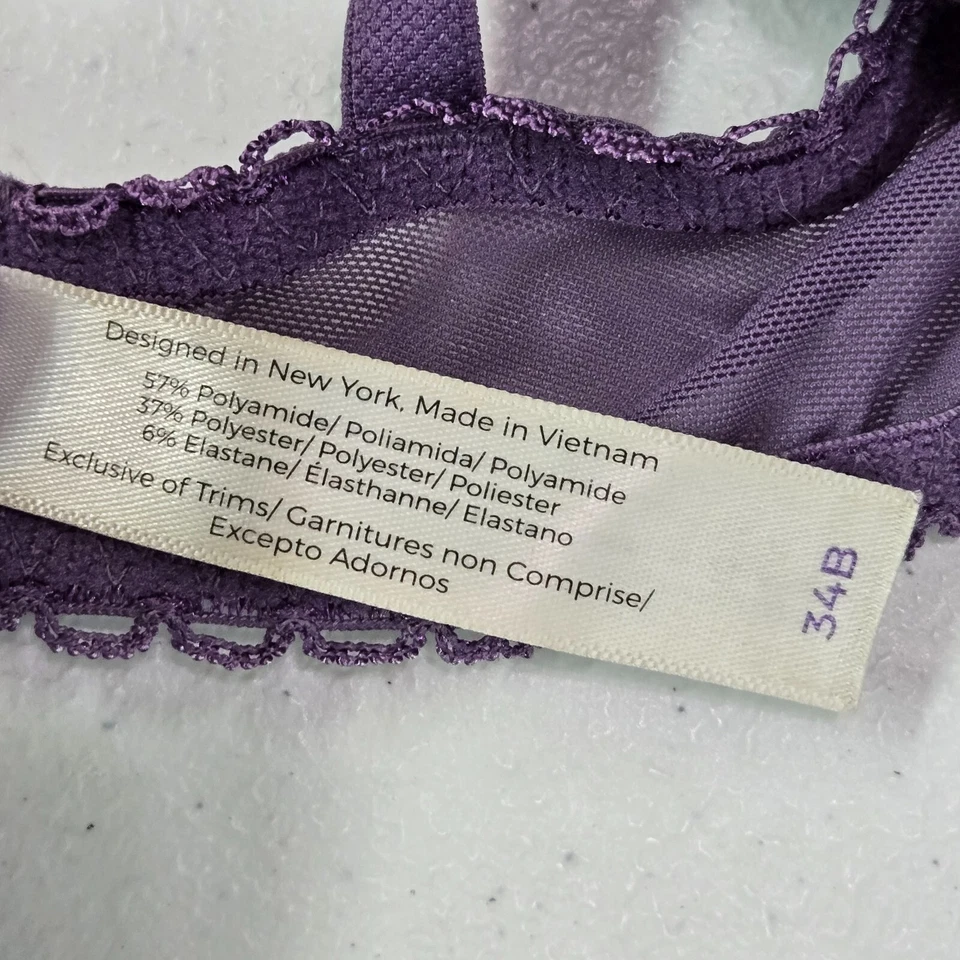 Designed in New York, Made in Vietnam
57% Polyamide/ Poliamida/ Polyamide
37% Polyester/ Polyester/ Poliester
6% Elastane/ Élasthanne/ Elastano
Exclusive of Trims/ Garnitures non Comprise/
Excepto Adornos
34B